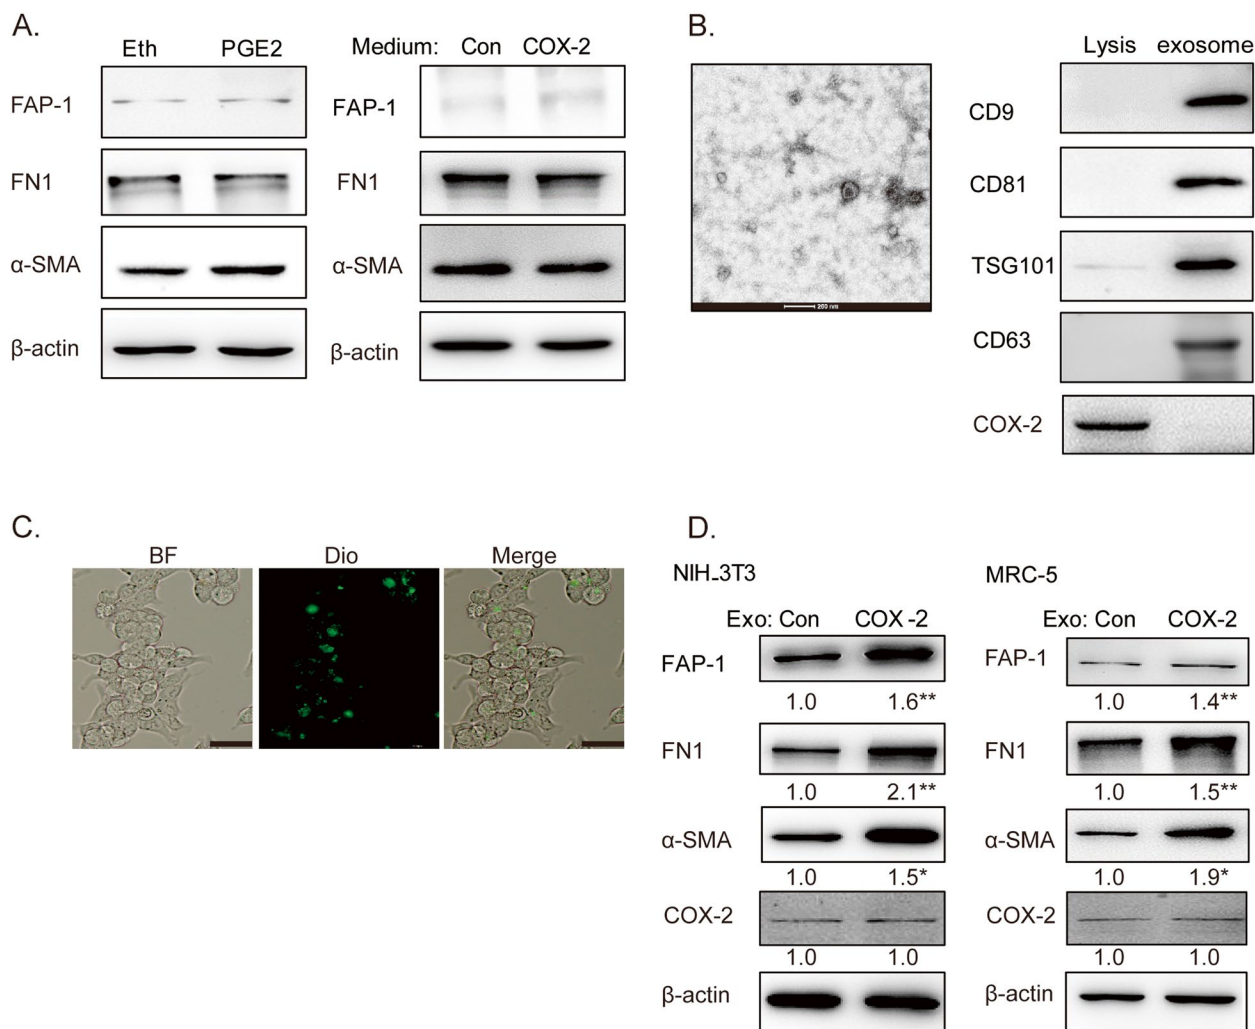 A.
Eth PGE2
FAP-1
FN1
α-SMA
β-actin
Medium: Con COX-2
FAP-1
FN1
α-SMA
β-actin
B.
200 nm
Lysis exosome
CD9
CD81
TSG101
CD63
COX-2
C.
BF Dio Merge
D.
NIH-3T3
Exo: Con COX-2
FAP-1
1.0 1.6**
FN1
1.0 2.1**
α-SMA
1.0 1.5*
COX-2
1.0 1.0
β-actin
MRC-5
Exo: Con COX-2
FAP-1
1.0 1.4**
FN1
1.0 1.5**
α-SMA
1.0 1.9*
COX-2
1.0 1.0
β-actin